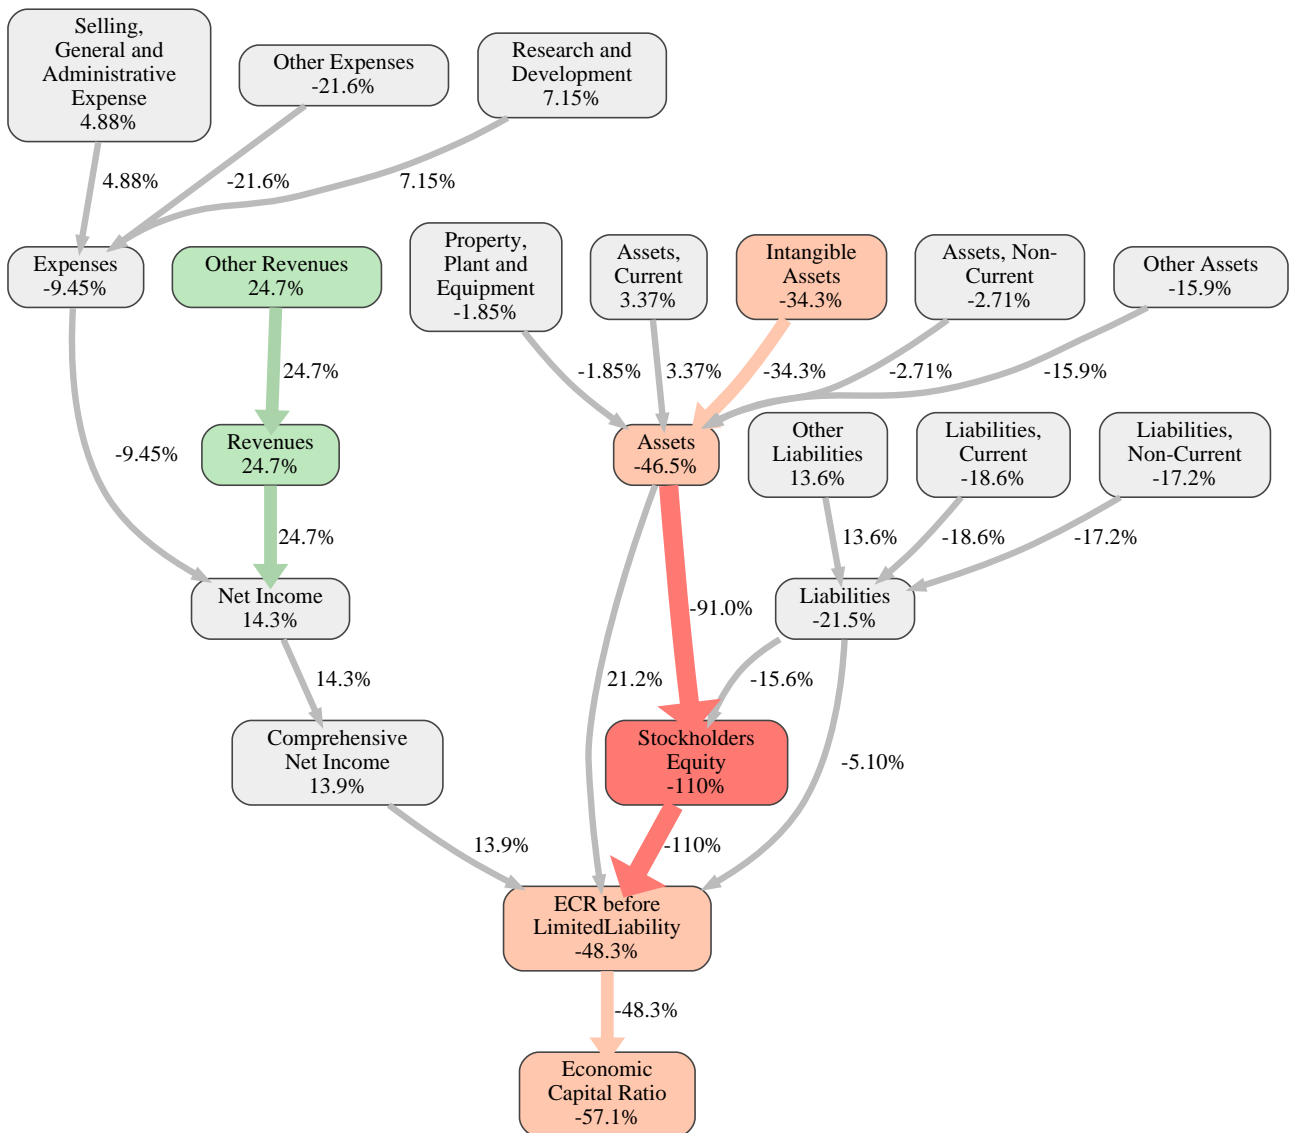 Selling,
General and
Administrative
Expense
4.88%
Other Expenses
-21.6%
Research and
Development
7.15%
4.88%
-21.6%
7.15%
Expenses
-9.45%
Other Revenues
24.7%
Property,
Plant and
Equipment
-1.85%
Assets,
Current
3.37%
Intangible
Assets
-34.3%
Assets, Non-
Current
-2.71%
Other Assets
-15.9%
24.7%
-1.85%
3.37%
-34.3%
-2.71%
-15.9%
-9.45%
Revenues
24.7%
Assets
-46.5%
Other
Liabilities
13.6%
Liabilities,
Current
-18.6%
Liabilities,
Non-Current
-17.2%
24.7%
13.6%
-18.6%
-17.2%
Net Income
14.3%
-91.0%
Liabilities
-21.5%
14.3%
21.2%
-15.6%
Comprehensive
Net Income
13.9%
Stockholders
Equity
-110%
-5.10%
13.9%
-110%
ECR before
LimitedLiability
-48.3%
-48.3%
Economic
Capital Ratio
-57.1%